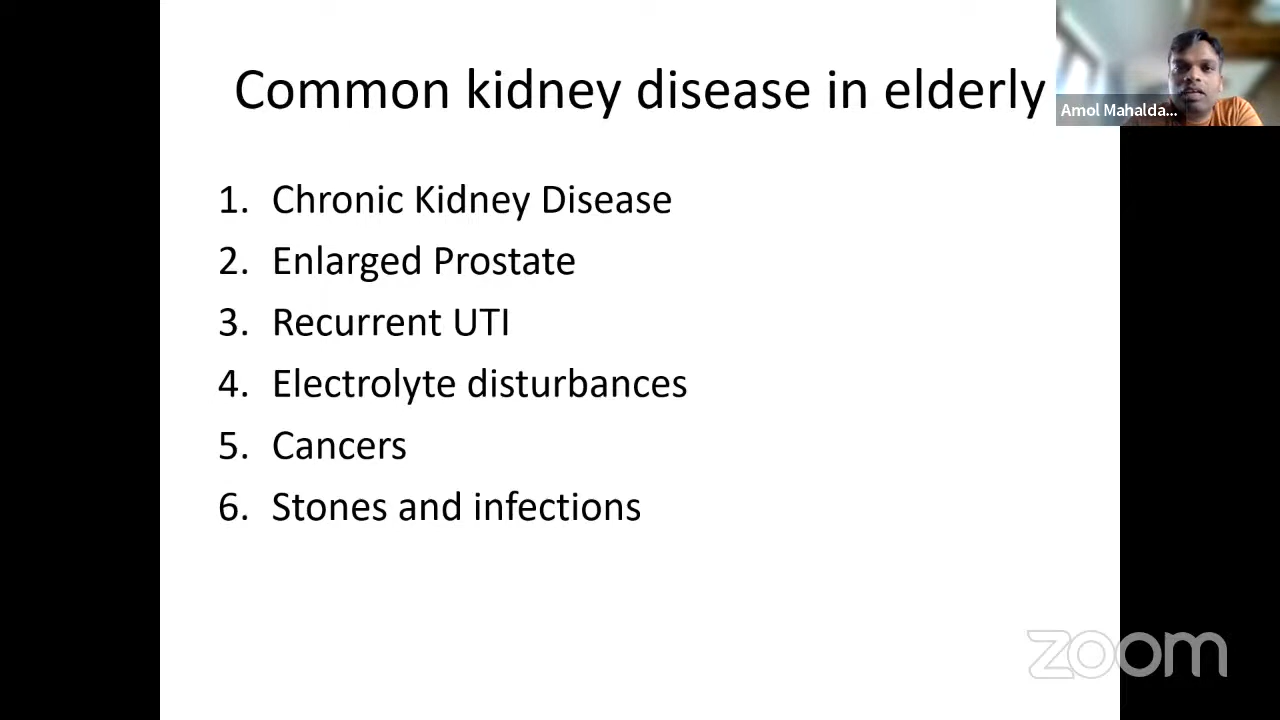 Common kidney disease in elderly
Amol Mahalda...
1. Chronic Kidney Disease
2. Enlarged Prostate
3. Recurrent UTI
4. Electrolyte disturbances
5. Cancers
6. Stones and infections
zoom